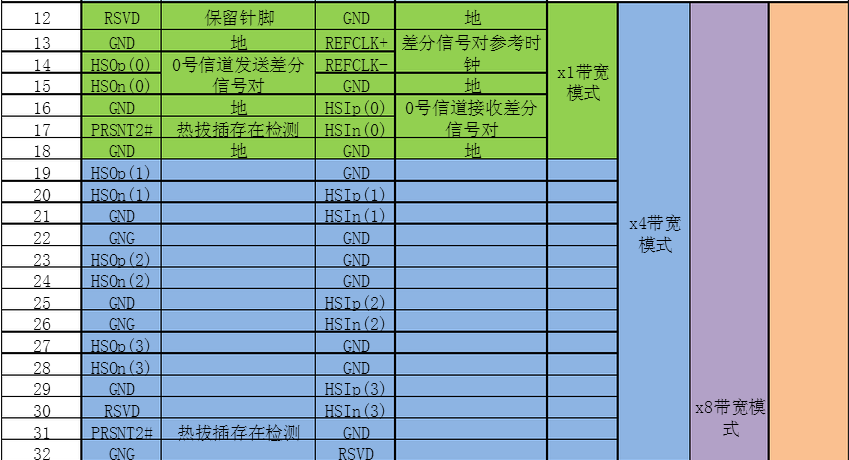 12 RSVD 保留针脚 GND 地
13 GND 地 REFCLK+ 差分信号对参考时
14 HSOp(0) 0号信道发送差分 REFCLK- 钟
15 HSOn(0) 信号对 GND 地
x1带宽
模式
16 GND 地 HSIp(0) 0号信道接收差分
17 PRSNT2# 热拔插存在检测 HSIn(0) 信号对
18 GND 地 GND 地
19 HSOp(1) GND
20 HSOn(1) HSIp(1)
21 GND HSIn(1)
22 GNG GND
x4带宽
模式
23 HSOp(2) GND
24 HSOn(2) GND
25 GND HSIp(2)
26 GNG HSIn(2)
27 HSOp(3) GND
28 HSOn(3) GND
29 GND HSIp(3)
30 RSVD HSIn(3)
31 PRSNT2# 热拔插存在检测 GND
x8带宽模
式
32 GNG RSVD